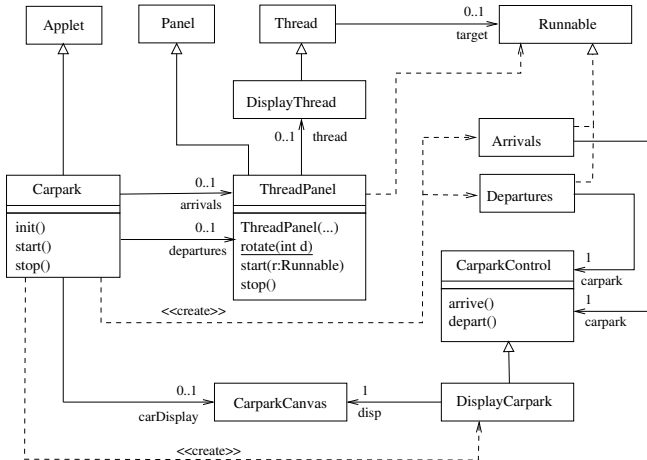 Applet
Panel
Thread
0..1
target
Runnable
DisplayThread
0..1
thread
Arrivals
Departures
Carpark
init()
start()
stop()
0..1
arrivals
0..1
departures
ThreadPanel
ThreadPanel(...)
rotate(int d)
start(r:Runnable)
stop()
<<create>>
CarparkControl
arrive()
depart()
1
carpark
1
carpark
0..1
carDisplay
CarparkCanvas
1
disp
DisplayCarpark
<<create>>